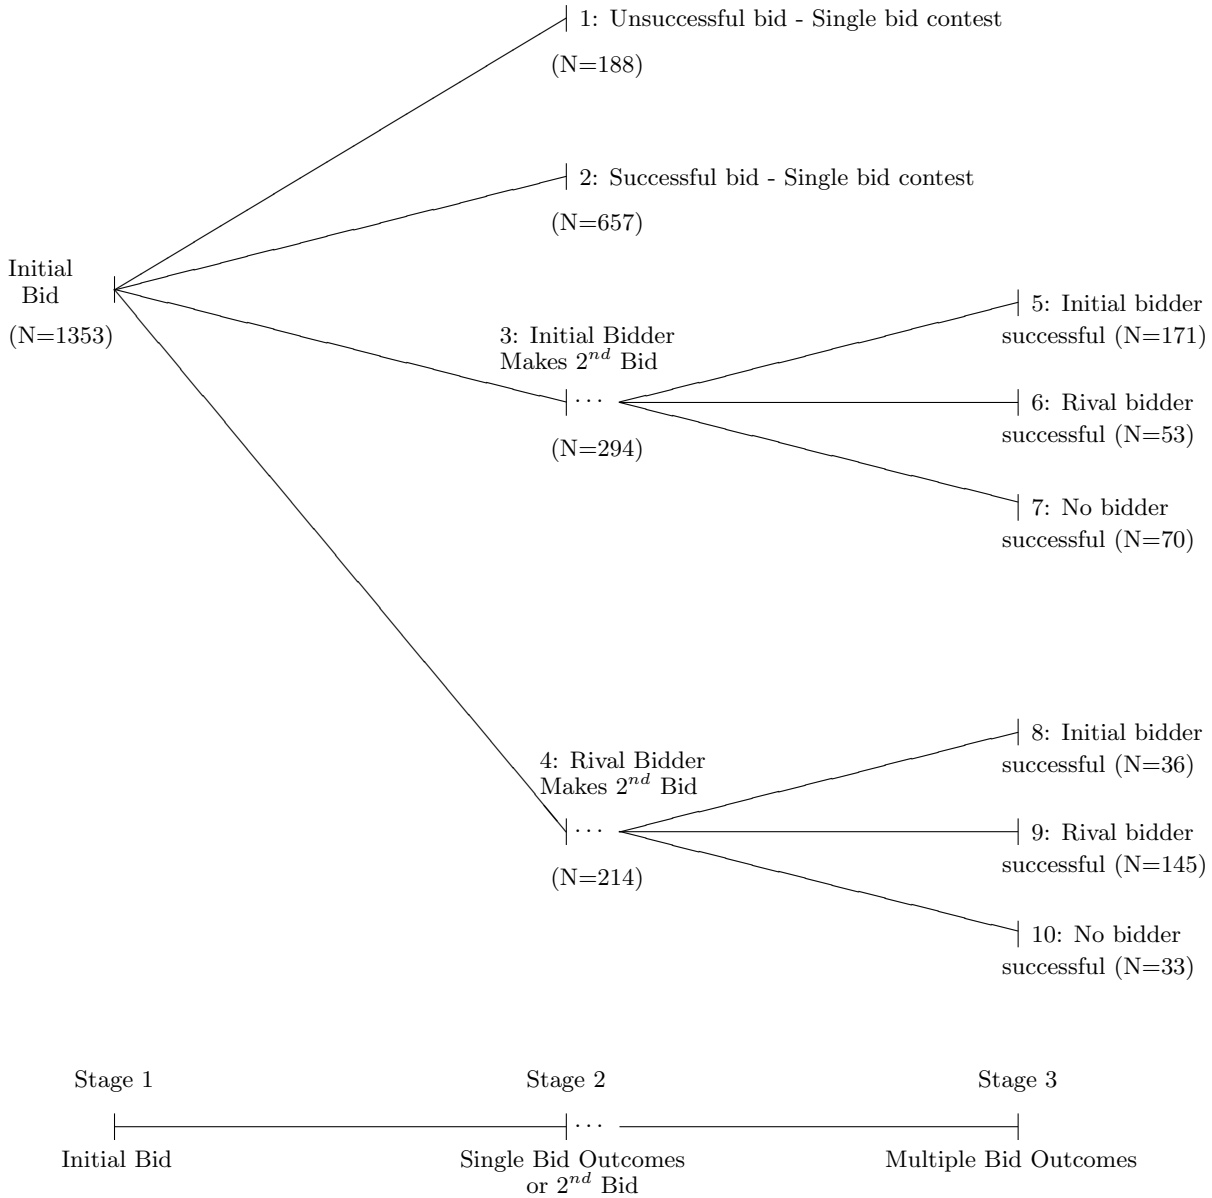 1: Unsuccessful bid - Single bid contest
(N=188)
2: Successful bid - Single bid contest
(N=657)
Initial
Bid
(N=1353)
3: Initial Bidder
Makes 2nd Bid
...
(N=294)
5: Initial bidder
successful (N=171)
6: Rival bidder
successful (N=53)
7: No bidder
successful (N=70)
4: Rival Bidder
Makes 2nd Bid
...
(N=214)
8: Initial bidder
successful (N=36)
9: Rival bidder
successful (N=145)
10: No bidder
successful (N=33)
Stage 1
Stage 2
Stage 3
...
Initial Bid
Single Bid Outcomes
or 2nd Bid
Multiple Bid Outcomes